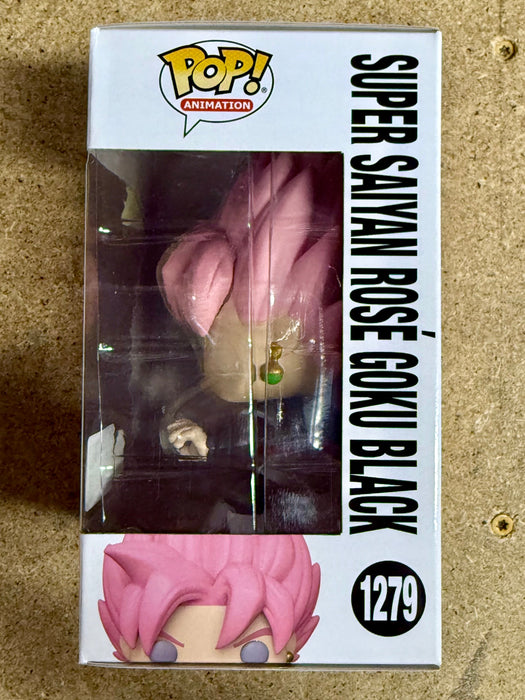 POP!
ANIMATION
SUPER SAIYAN ROSÉ GOKU BLACK
1279